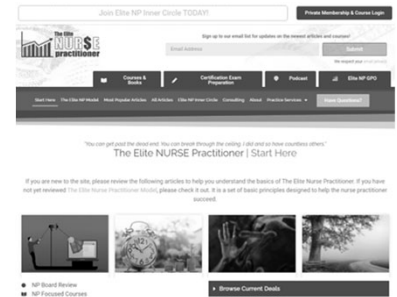 Join Elite NP Inner Circle TODAY!
Private Membership & Course Login
The Elite
NURSE
practitioner
Sign up to our email list for updates on the newest articles and courses!
Email Address
Submit
We respect your email privacy
Courses & Books
Certification Exam Preparation
Podcast
Elite NP GPO
Start Here The Elite NP Model Most Popular Articles All Articles Elite NP Inner Circle Consulting About Practice Services
Have Questions?
"You can get past the dead end. You can break through the ceiling. I did and so have countless others."
The Elite NURSE Practitioner | Start Here
If you are new to the site, please review the following articles to help you understand the basics of The Elite Nurse Practitioner. If you have
not yet reviewed The Elite Nurse Practitioner Model, please check it out. It is a set of basic principles designed to help the nurse practitioner
succeed.
NP Board Review
NP Focused Courses
Browse Current Deals